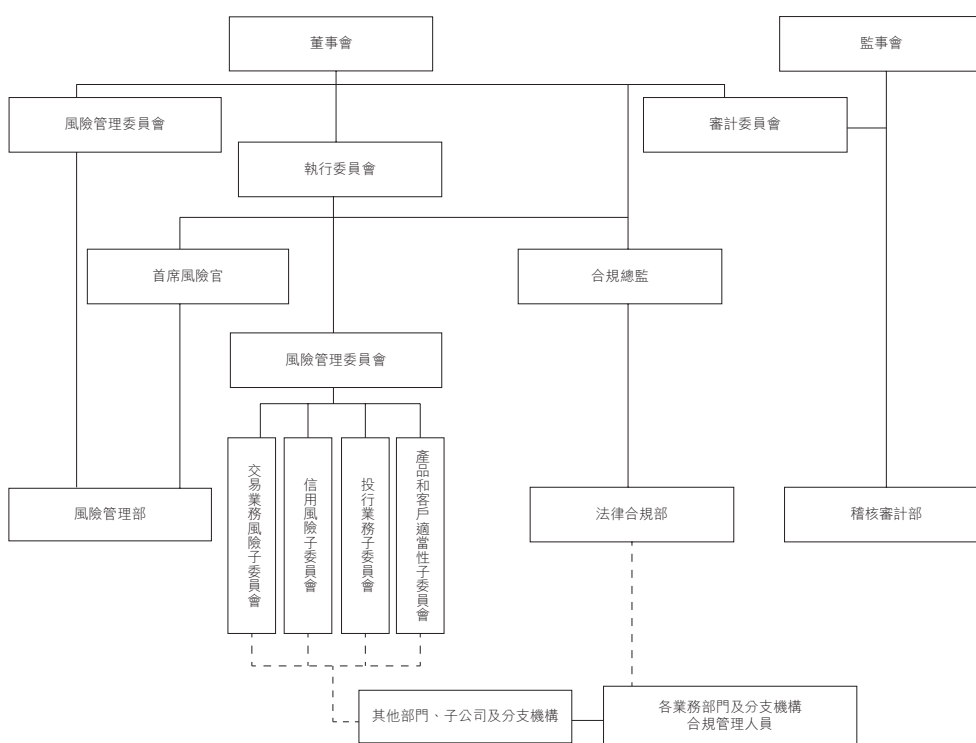 董事會
監事會
風險管理委員會
審計委員會
執行委員會
首席風險官
合規總監
風險管理委員會
交易業務風險子委員會
信用風險子委員會
投行業務子委員會
產品和客戶適當性子委員會
風險管理部
法律合規部
稽核審計部
其他部門、子公司及分支機構
各業務部門及分支機構
合規管理人員